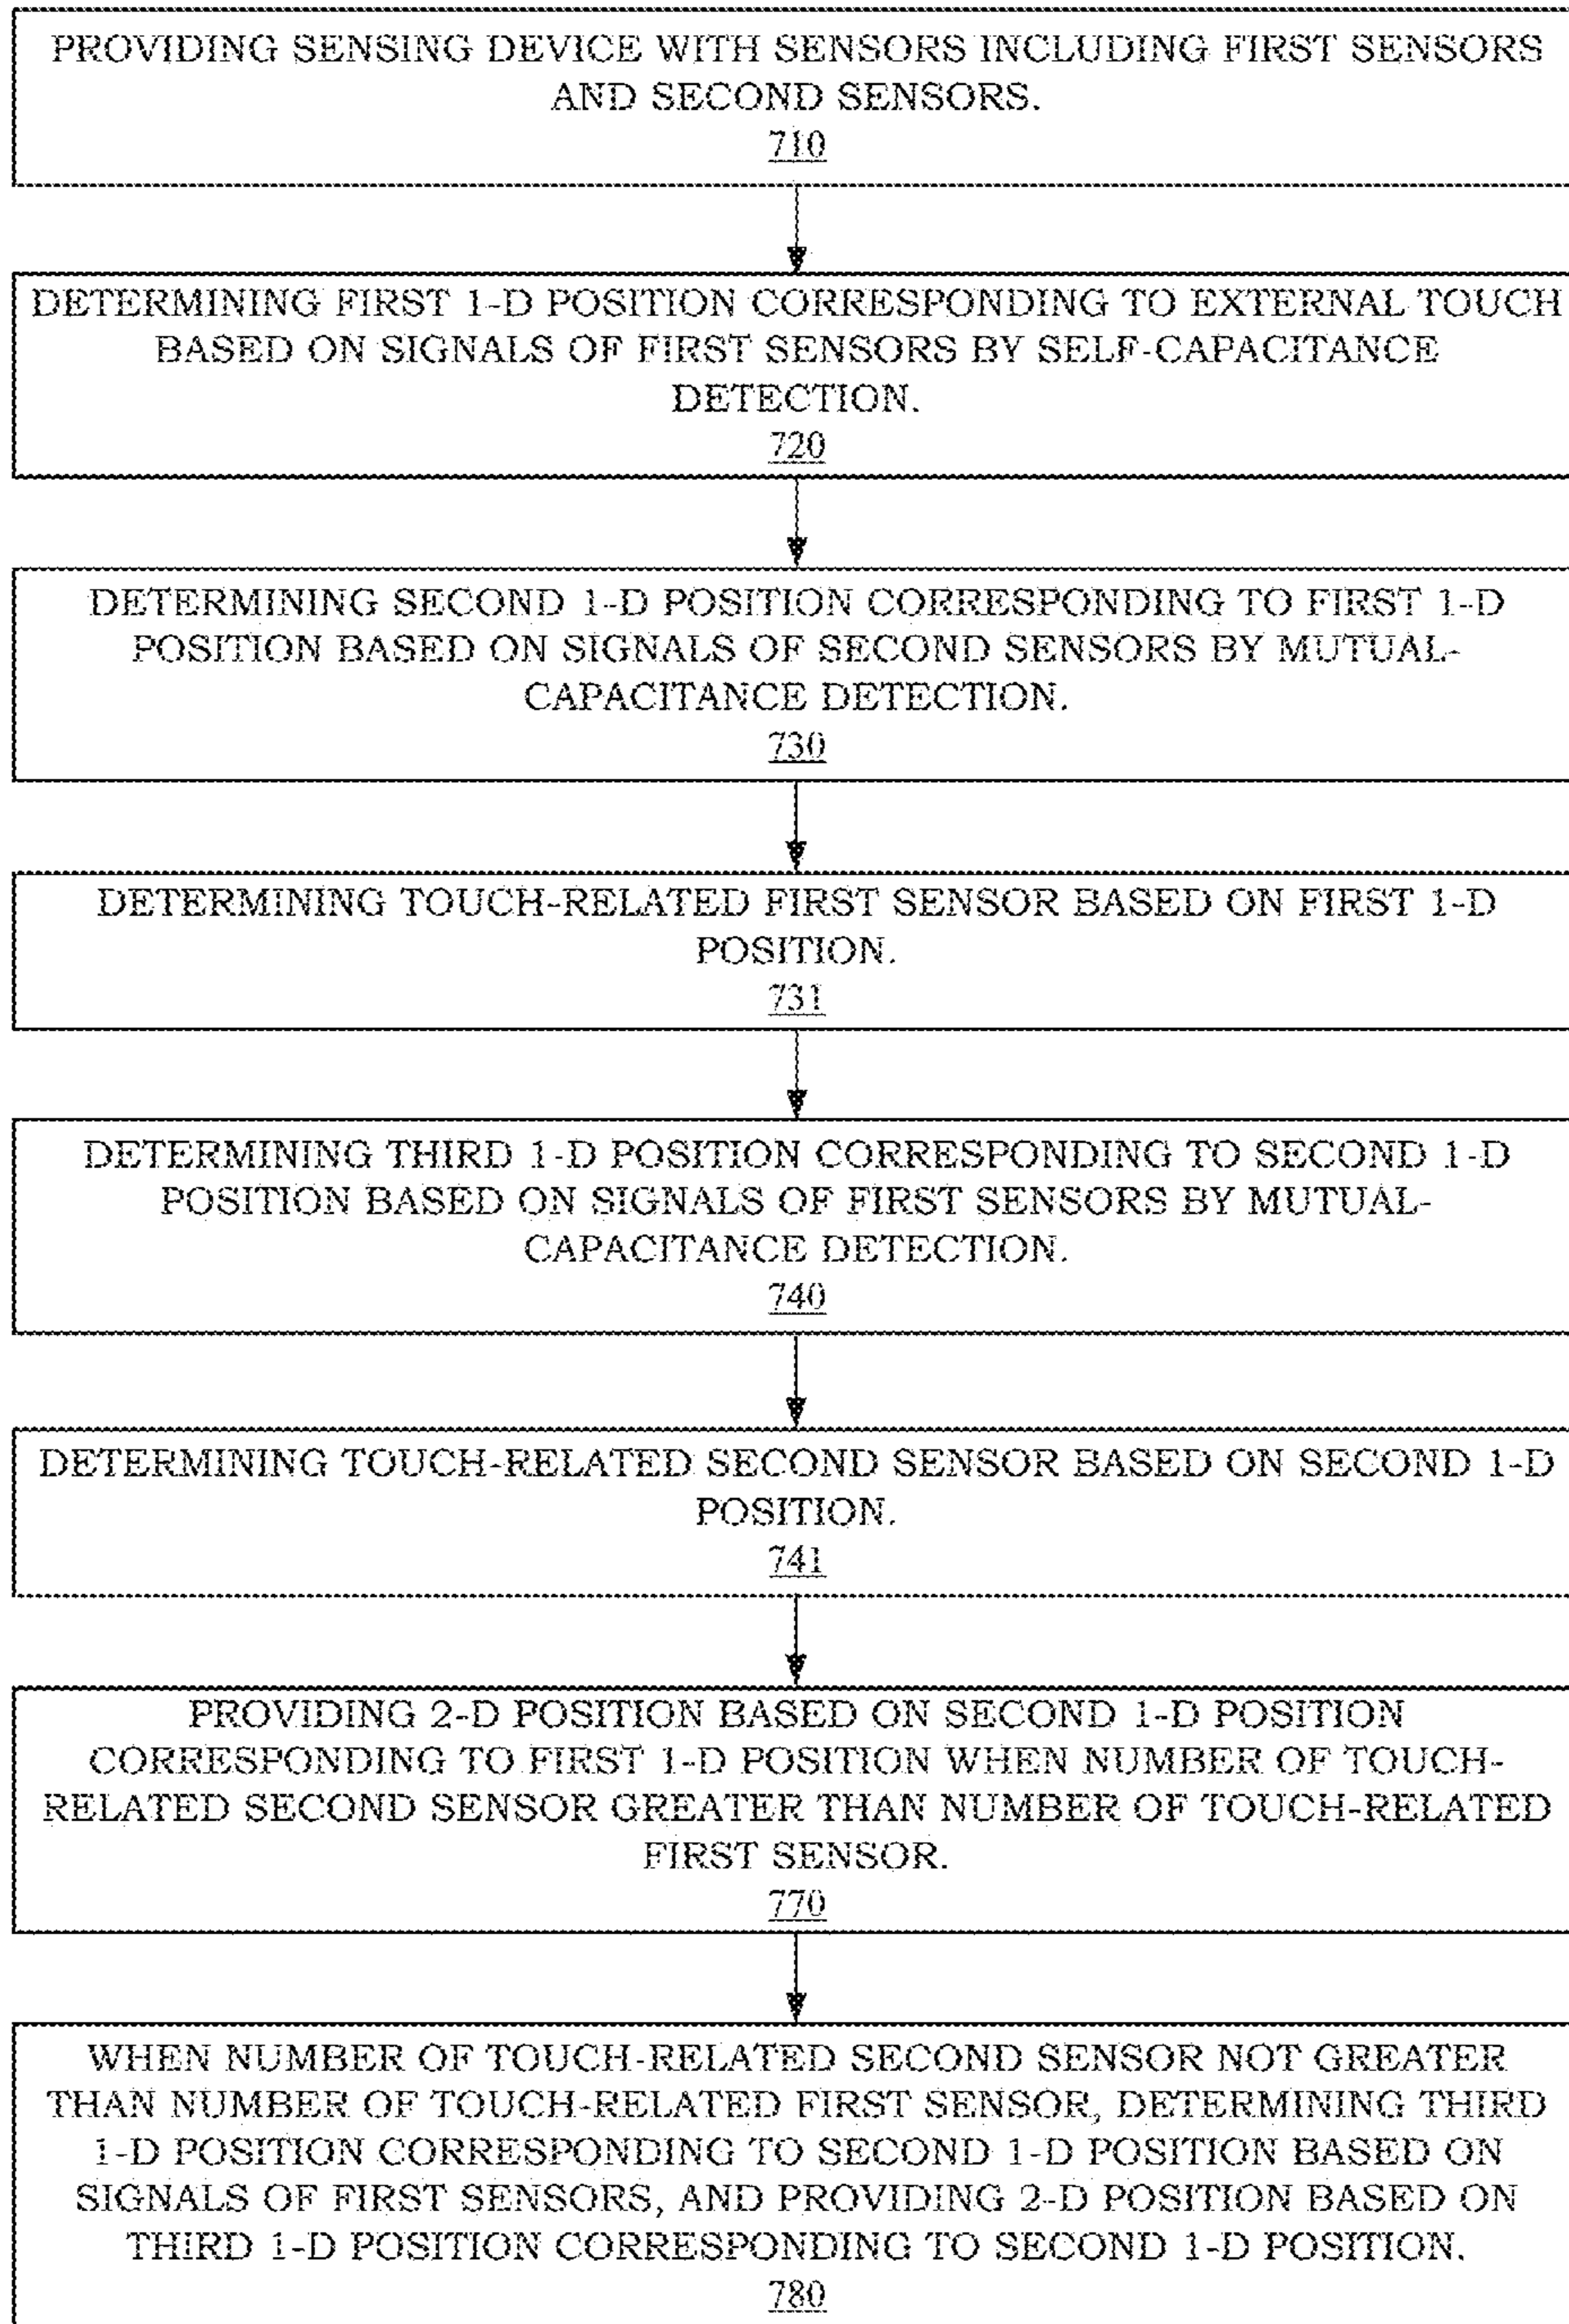 PROVIDING SENSING DEVICE WITH SENSORS INCLUDING FIRST SENSORS
AND SECOND SENSORS.
710
DETERMINING FIRST 1-D POSITION CORRESPONDING TO EXTERNAL TOUCH
BASED ON SIGNALS OF FIRST SENSORS BY SELF-CAPACITANCE
DETECTION.
720
DETERMINING SECOND 1-D POSITION CORRESPONDING TO FIRST 1-D
POSITION BASED ON SIGNALS OF SECOND SENSORS BY MUTUAL-
CAPACITANCE DETECTION.
730
DETERMINING TOUCH-RELATED FIRST SENSOR BASED ON FIRST 1-D
POSITION.
731
DETERMINING THIRD 1-D POSITION CORRESPONDING TO SECOND 1-D
POSITION BASED ON SIGNALS OF FIRST SENSORS BY MUTUAL-
CAPACITANCE DETECTION.
740
DETERMINING TOUCH-RELATED SECOND SENSOR BASED ON SECOND 1-D
POSITION.
741
PROVIDING 2-D POSITION BASED ON SECOND 1-D POSITION
CORRESPONDING TO FIRST 1-D POSITION WHEN NUMBER OF TOUCH-
RELATED SECOND SENSOR GREATER THAN NUMBER OF TOUCH-RELATED
FIRST SENSOR.
770
WHEN NUMBER OF TOUCH-RELATED SECOND SENSOR NOT GREATER
THAN NUMBER OF TOUCH-RELATED FIRST SENSOR, DETERMINING THIRD
1-D POSITION CORRESPONDING TO SECOND 1-D POSITION BASED ON
SIGNALS OF FIRST SENSORS, AND PROVIDING 2-D POSITION BASED ON
THIRD 1-D POSITION CORRESPONDING TO SECOND 1-D POSITION.
780